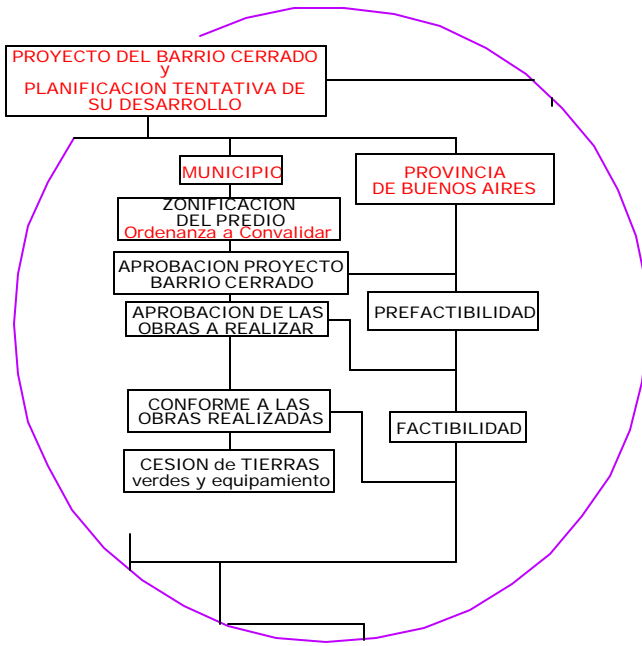 PROYECTO DEL BARRIO CERRADO
y
PLANIFICACION TENTATIVA DE
SU DESARROLLO
MUNICIPIO
PROVINCIA
DE BUENOS AIRES
ZONIFICACION
DEL PREDIO
Ordenanza a Convalidar
APROBACION PROYECTO
BARRIO CERRADO
APROBACION DE LAS
OBRAS A REALIZAR
PREFACTIBILIDAD
CONFORME A LAS
OBRAS REALIZADAS
FACTIBILIDAD
CESION de TIERRAS
verdes y equipamiento